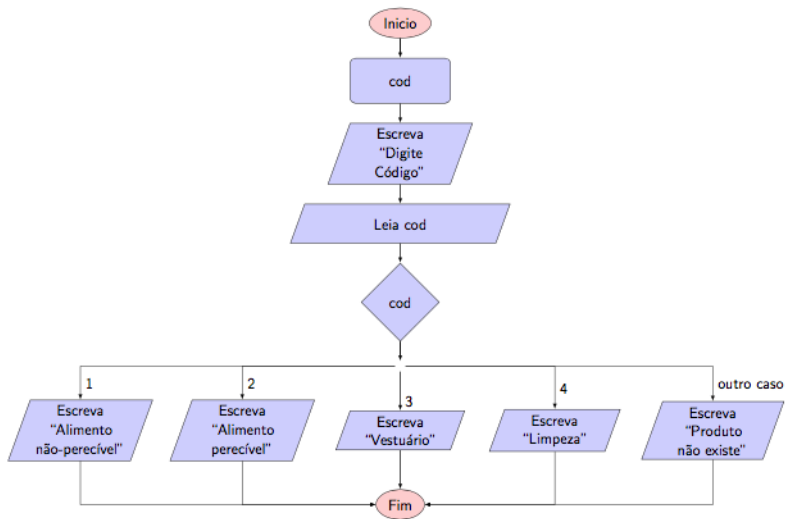 Inicio
cod
Escreva
“Digite
Código”
Leia cod
cod
1
2
3
4
outro caso
Escreva
“Alimento
não-perecível”
Escreva
“Alimento
perecível”
Escreva
“Vestuário”
Escreva
“Limpeza”
Escreva
“Produto
não existe”
Fim